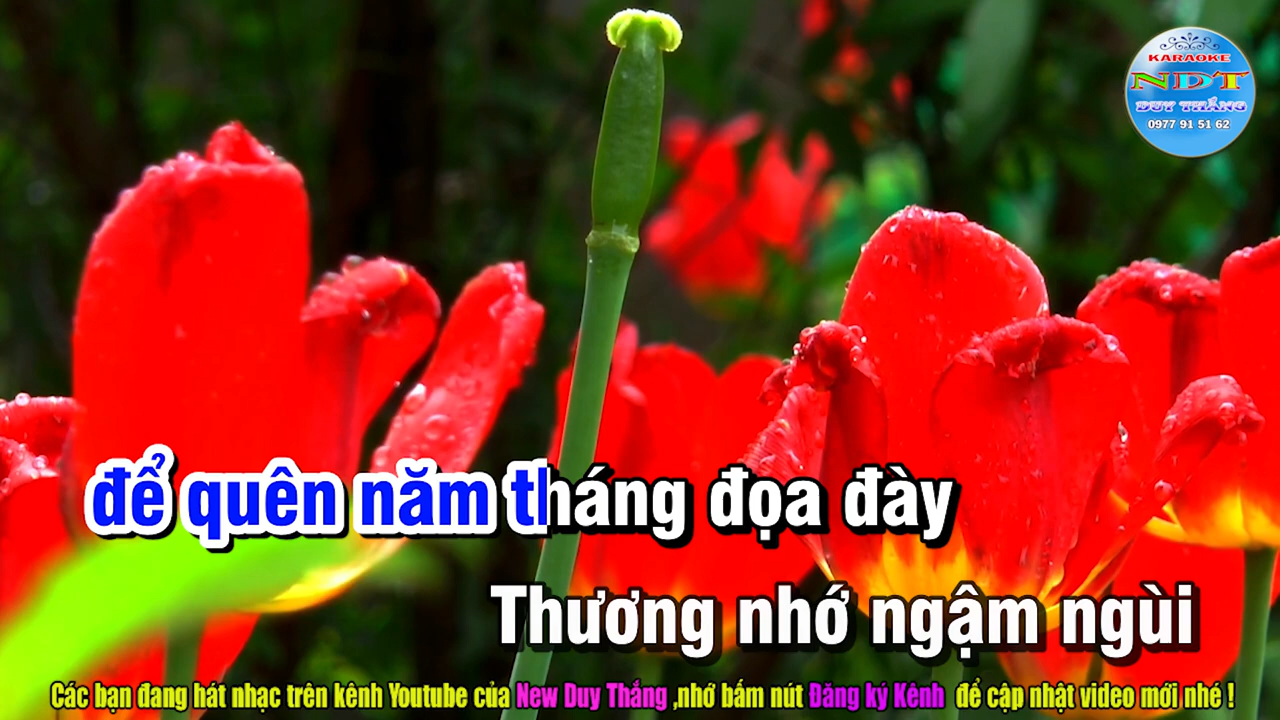 KARAOKE
NDT
DUY THẮNG
0977 91 51 62
để quên năm tháng đọa đày
Thương nhớ ngậm ngùi
Các bạn đang hát nhạc trên kênh Youtube của New Duy Thắng ,nhớ bấm nút Đăng ký Kênh để cập nhật video mới nhé !